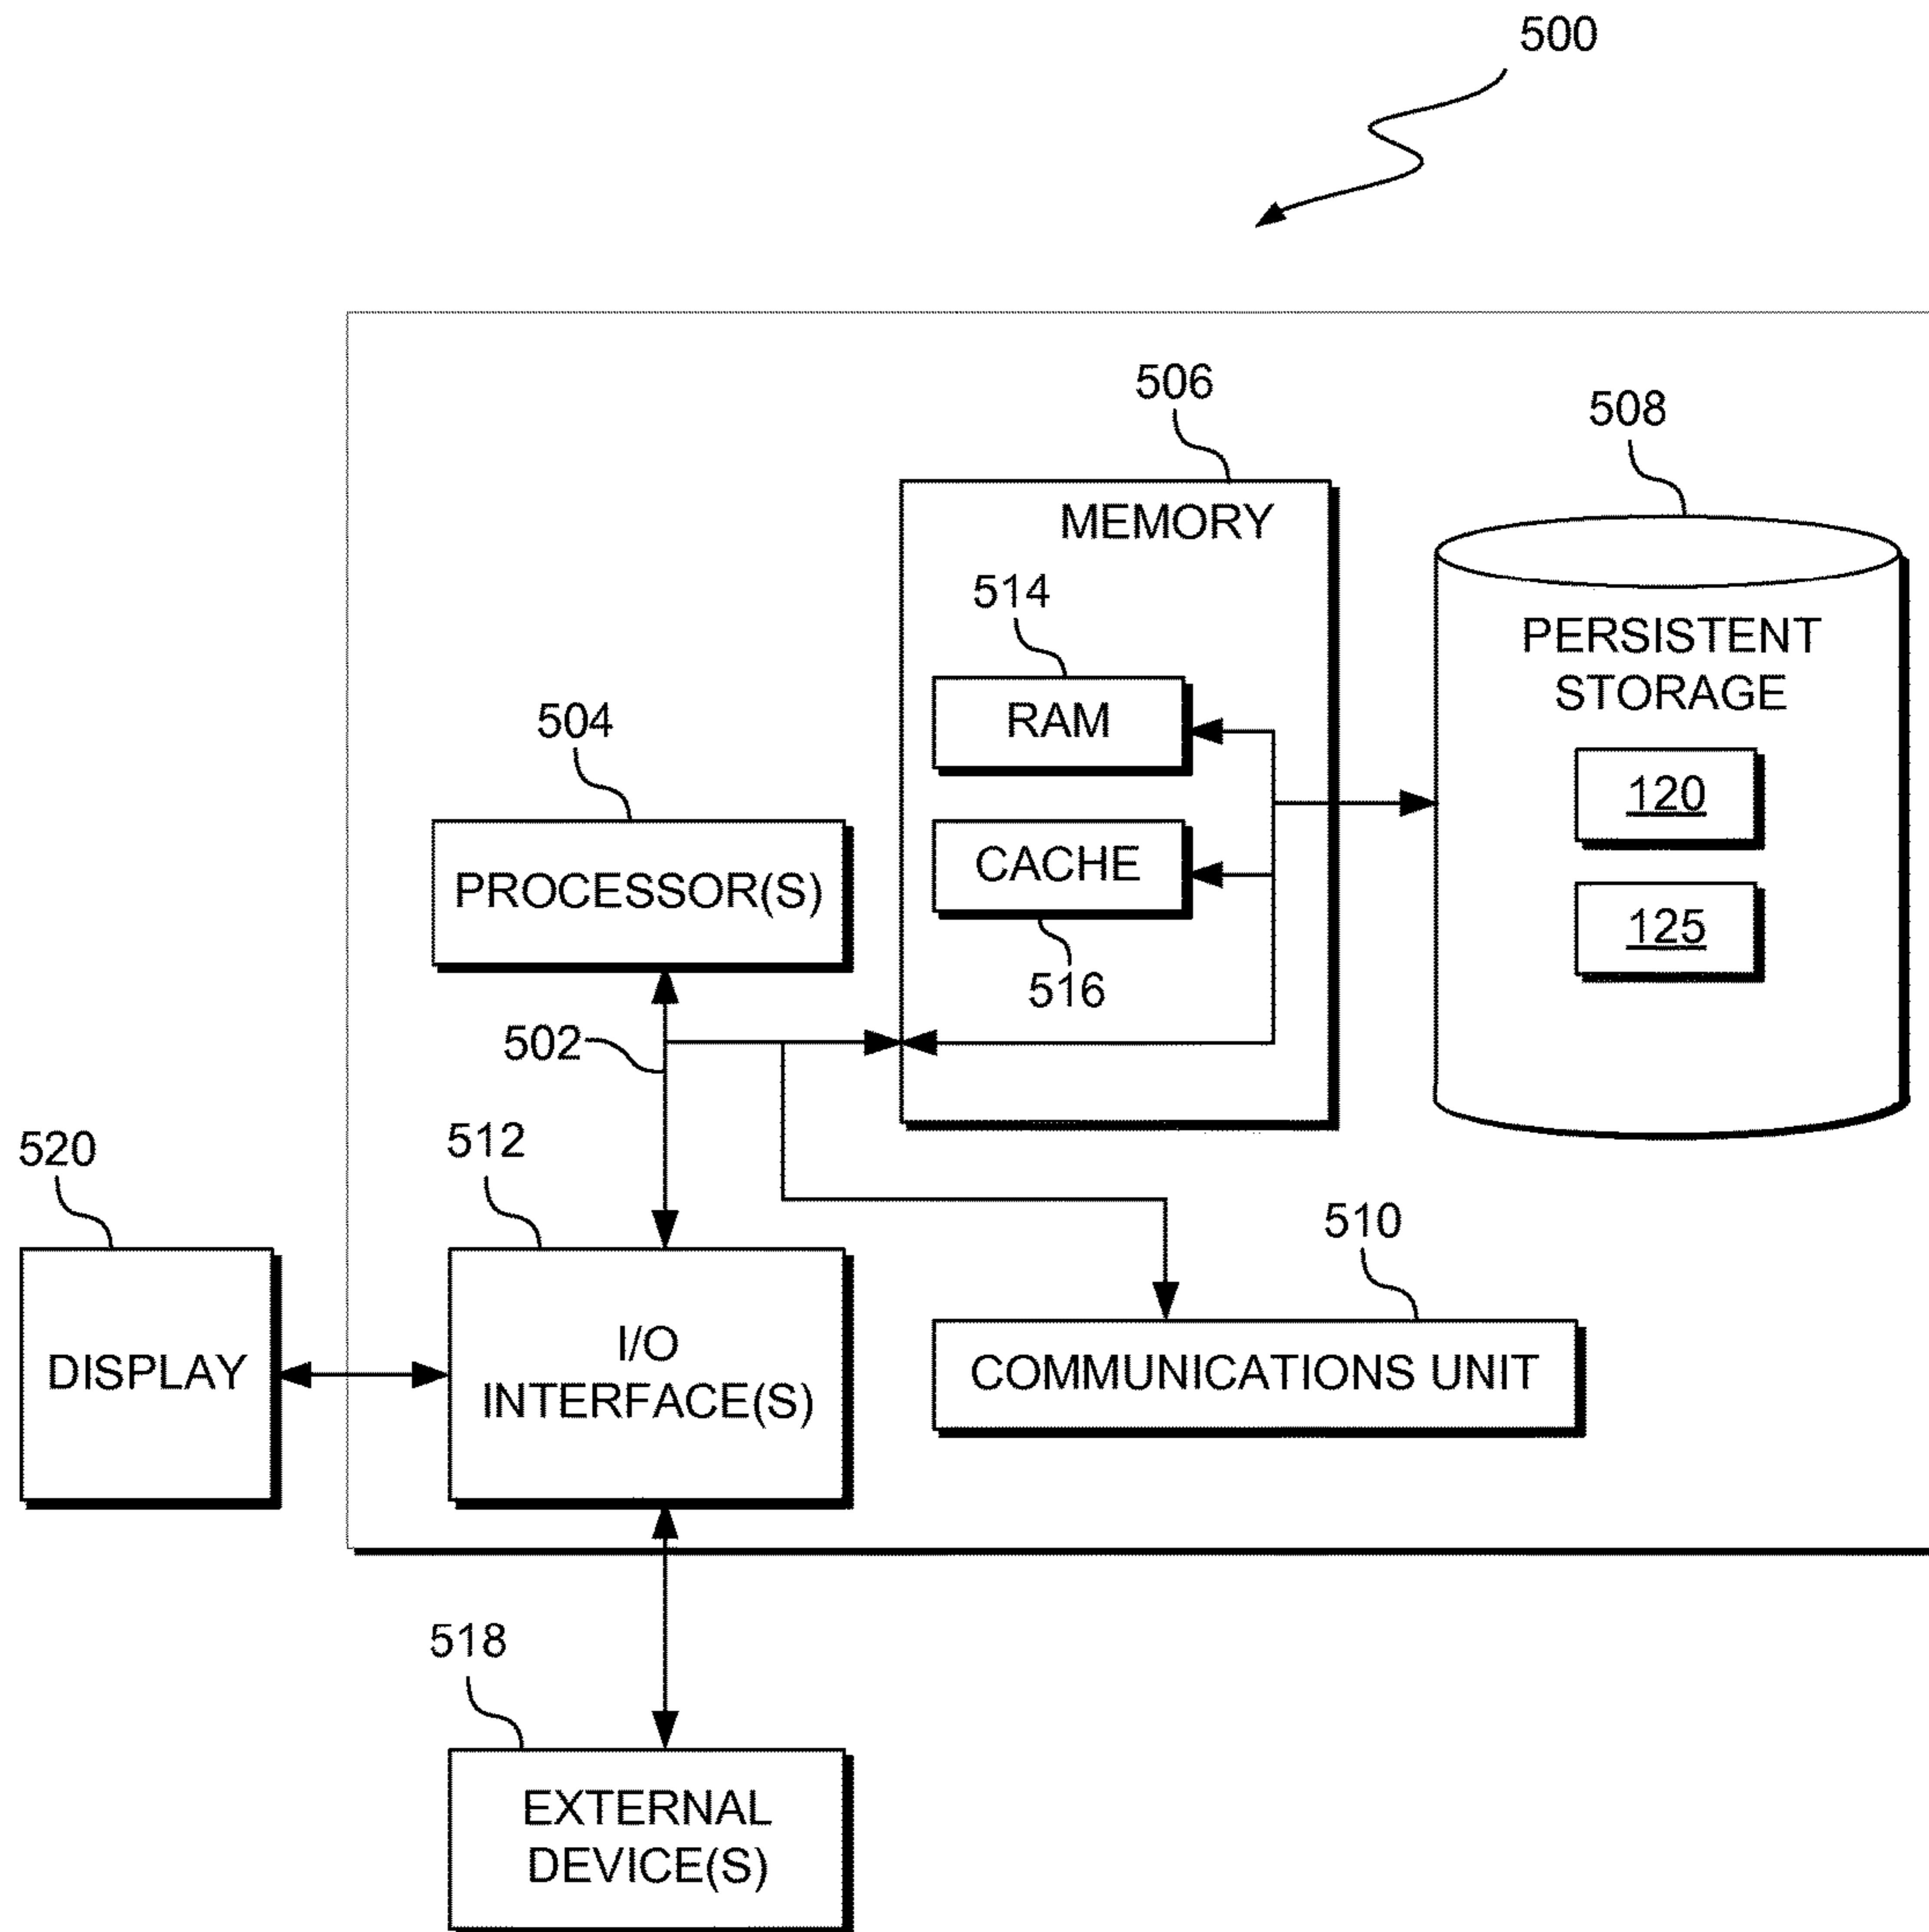 500
506
508
MEMORY
514
PERSISTENT
STORAGE
RAM
504
120
CACHE
PROCESSOR(S)
125
516
502
520
512
510
I/O
INTERFACE(S)
DISPLAY
COMMUNICATIONS UNIT
518
EXTERNAL
DEVICE(S)